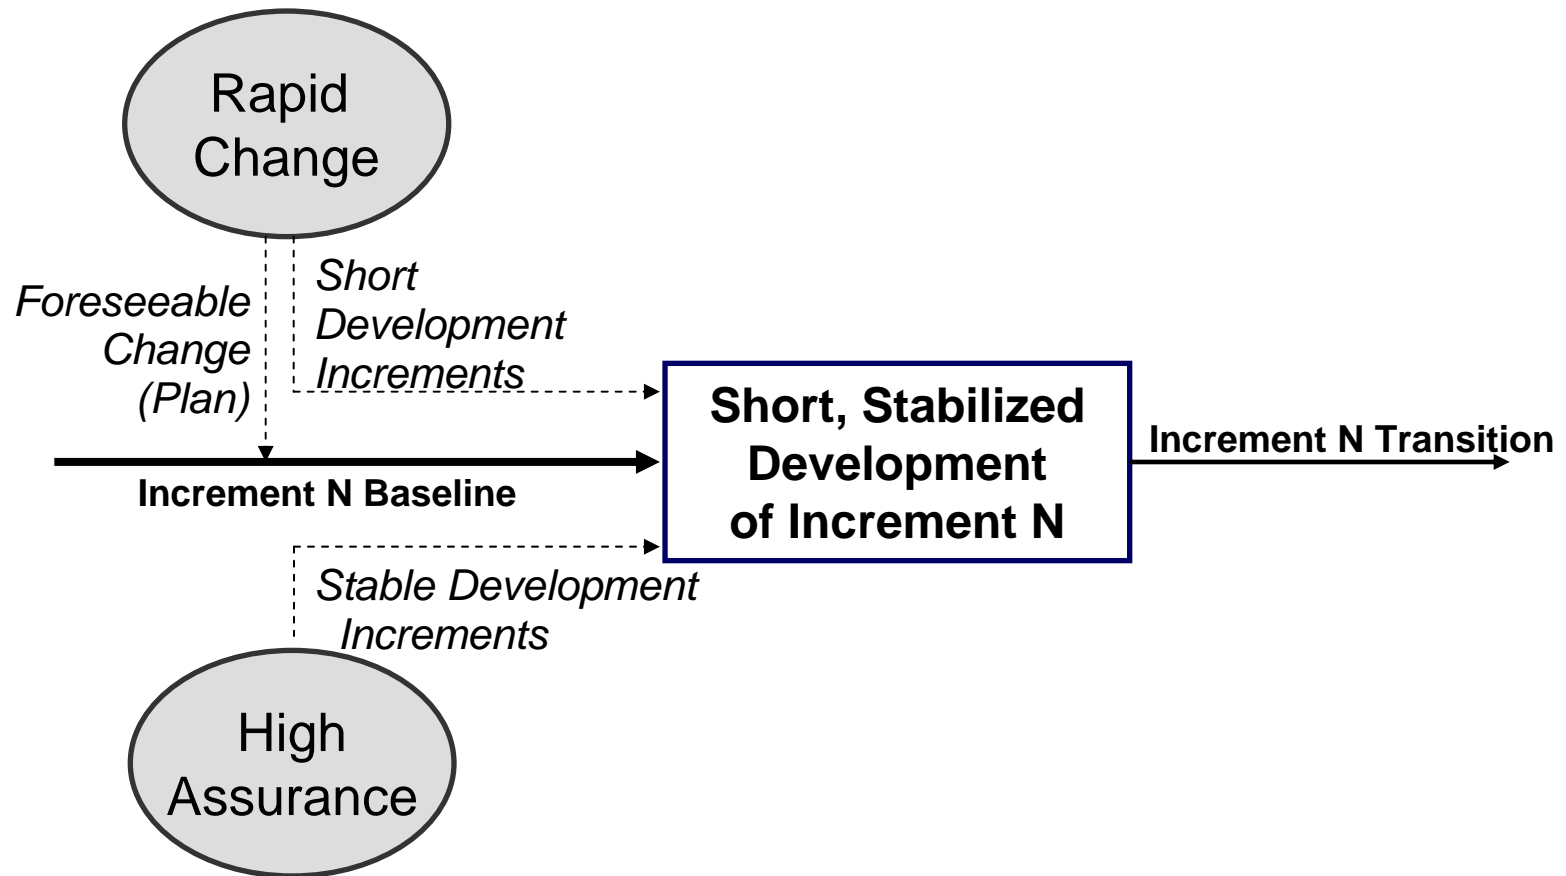 Rapid
Change
Foreseeable
Change
(Plan)
Short
Development
Increments
Short, Stabilized
Development
of Increment N
Increment N Transition
Increment N Baseline
Stable Development
Increments
High
Assurance